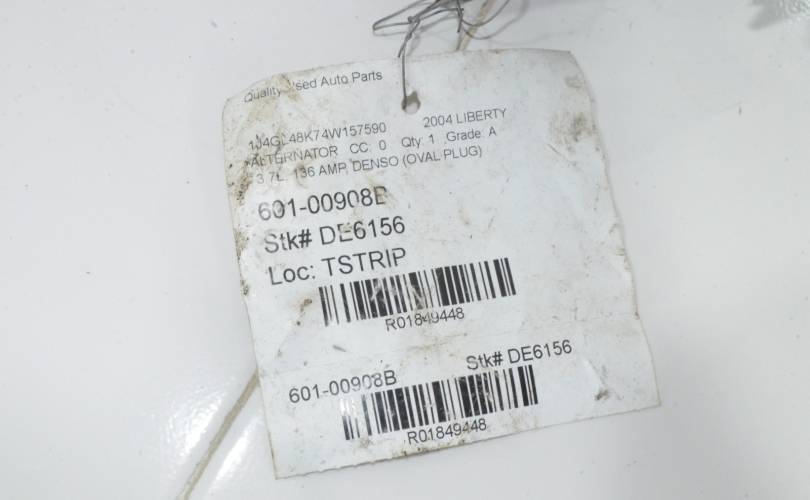 Quality Used Auto Parts
1J4GL48K74W157590 2004 LIBERTY
ALTERNATOR CC: 0 Qty: 1 Grade: A
3.7L, 136 AMP, DENSO (OVAL PLUG)
601-00908B
Stk# DE6156
Loc: TSTRIP
R01849448
601-00908B Stk# DE6156
R01849448